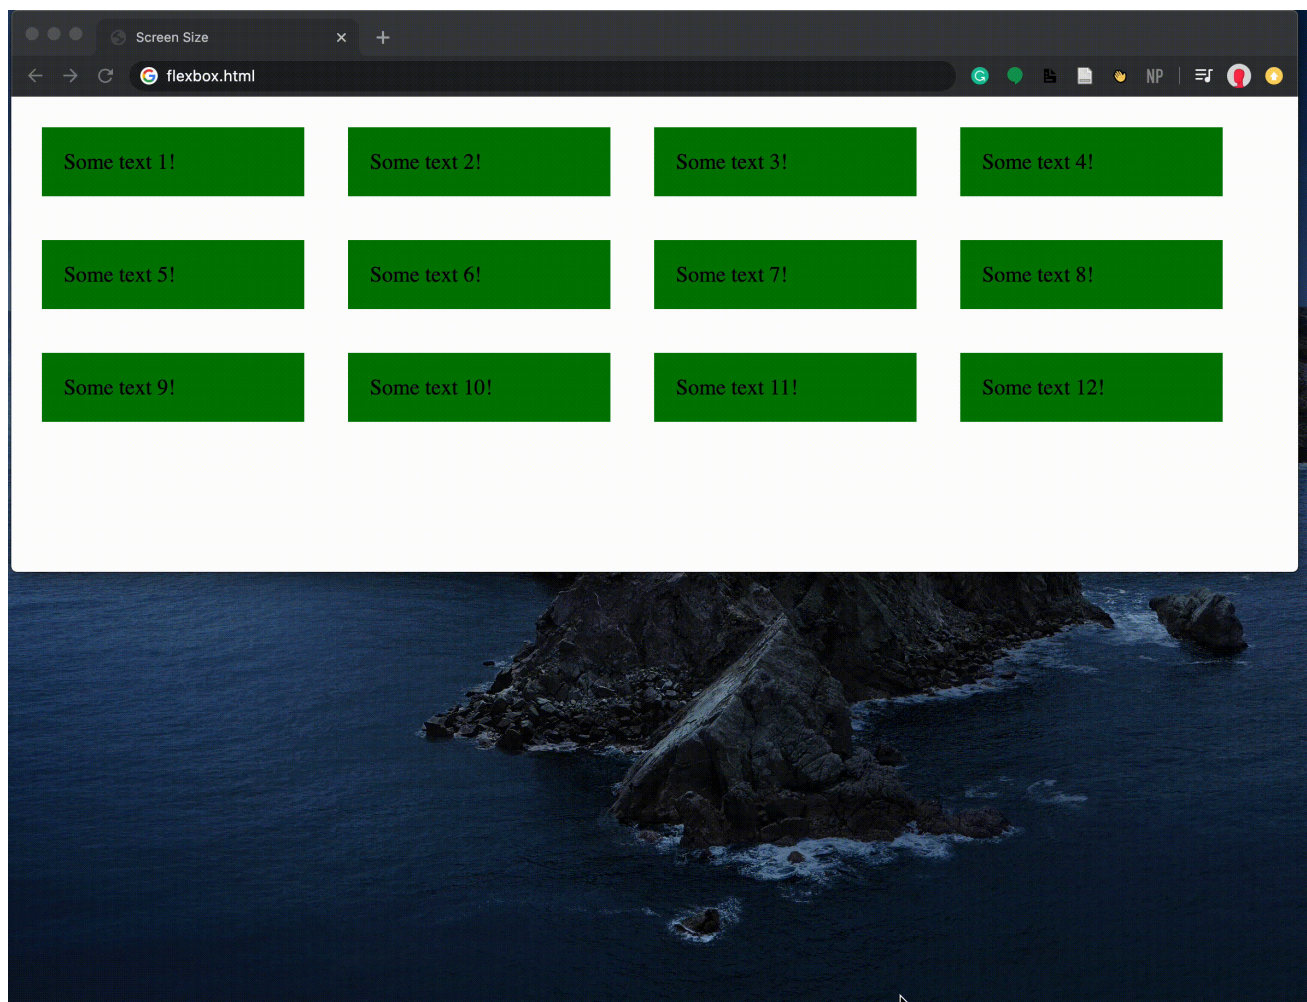 Screen Size
flexbox.html
NP
Some text 1! Some text 2! Some text 3! Some text 4!
Some text 5! Some text 6! Some text 7! Some text 8!
Some text 9! Some text 10! Some text 11! Some text 12!